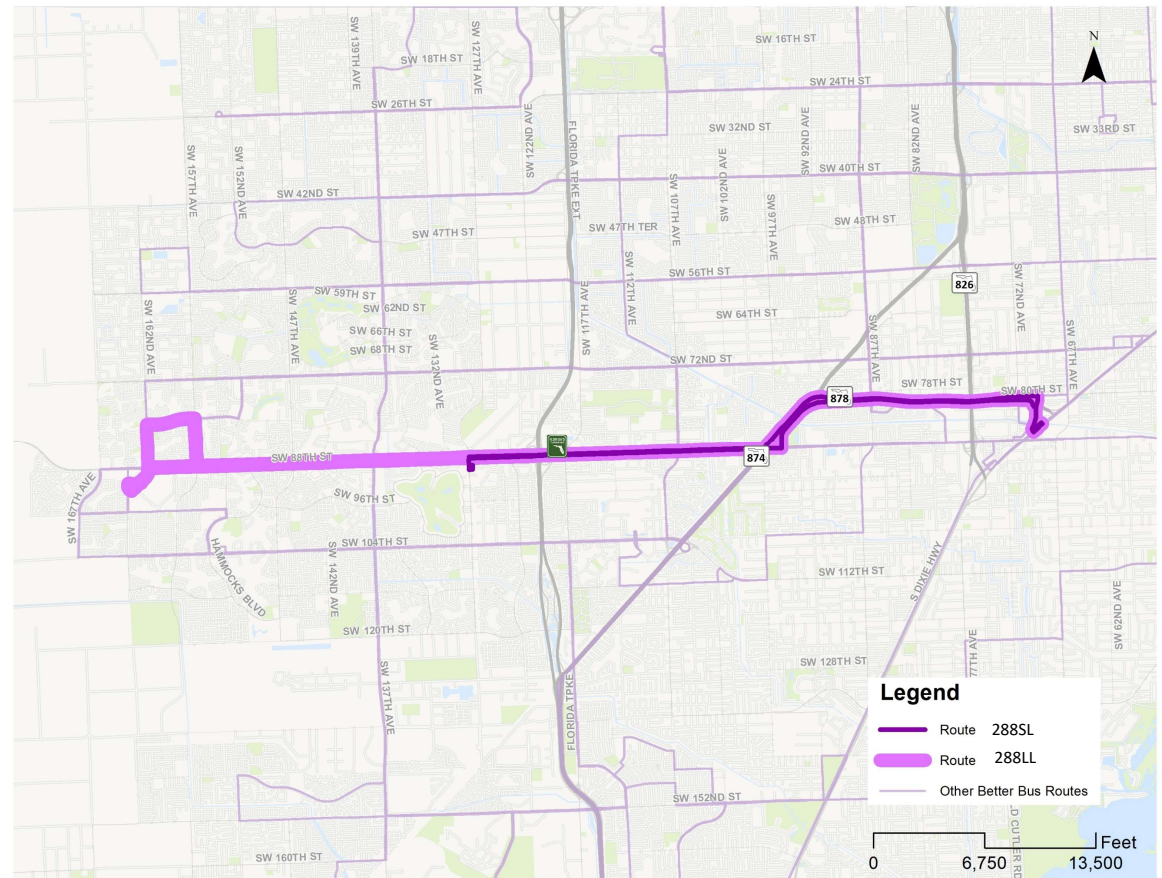 N
SW 16TH ST
SW 139TH AVE
SW 127TH AVE
SW 18TH ST
SW 24TH ST
SW 26TH ST
SW 122ND AVE
FLORIDA TPKE EXT
SW 32ND ST
SW 92ND AVE
SW 82ND AVE
SW 33RD ST
SW 157TH AVE
SW 152ND AVE
SW 40TH ST
SW 42ND ST
SW 107TH AVE
SW 102ND AVE
SW 97TH AVE
SW 47TH ST
SW 47TH TER
SW 48TH ST
SW 112TH AVE
SW 56TH ST
826
SW 72ND AVE
SW 59TH ST
SW 62ND ST
SW 117TH AVE
SW 64TH ST
SW 162ND AVE
SW 147TH AVE
SW 66TH ST
SW 68TH ST
SW 132ND AVE
SW 87TH AVE
SW 67TH AVE
SW 72ND ST
SW 78TH ST
SW 80TH ST
878
SW 88TH ST
874
SW 167TH AVE
SW 96TH ST
SW 104TH ST
HAMMOCKS BLVD
SW 142ND AVE
SW 112TH ST
S DIXIE HWY
SW 62ND AVE
SW 120TH ST
SW 128TH ST
77TH AVE
SW 137TH AVE
FLORIDA TPKE
Legend
Route 288SL
Route 288LL
Other Better Bus Routes
SW 152ND ST
SW 160TH ST
D CUTLER RD
Feet
0 6,750 13,500